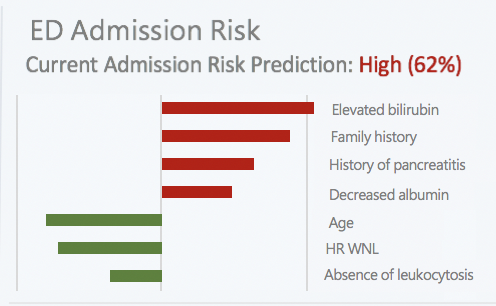 ED Admission Risk
Current Admission Risk Prediction: High (62%)
Elevated bilirubin
Family history
History of pancreatitis
Decreased albumin
Age
HR WNL
Absence of leukocytosis